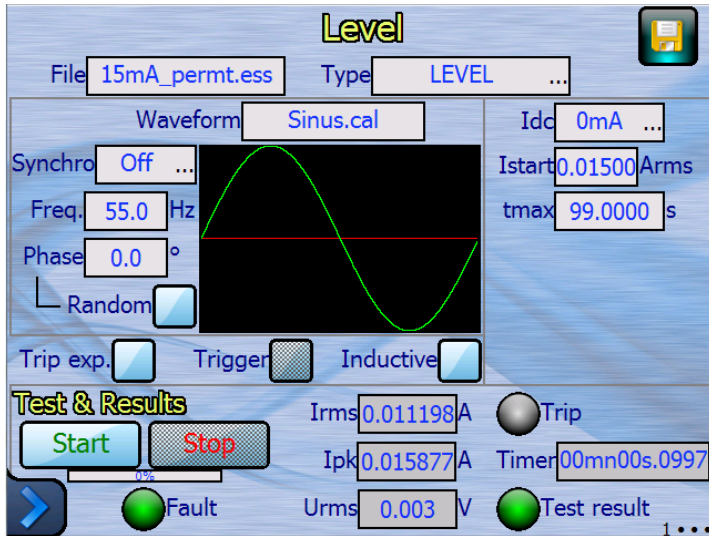 Level
File 15mA_permt.ess Type LEVEL ...
Waveform Sinus.cal
Idc 0mA ...
Synchro Off ...
Istart 0.01500 Arms
Freq. 55.0 Hz
tmax 99.0000 s
Phase 0.0 °
Random
Trip exp. Trigger Inductive
Test & Results
Start Stop
0%
Fault
Irms 0.011198 A
Ipk 0.015877 A
Urms 0.003 V
Trip
Timer 00mn00s.0997
Test result
1 • • •